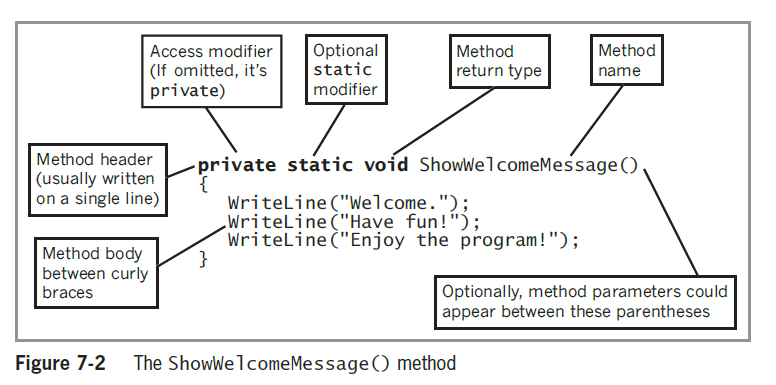 Access modifier
(If omitted, it's
private)
Optional
static
modifier
Method
return type
Method
name
Method header
(usually written
on a single line)
private static void ShowWelcomeMessage()
{
WriteLine("Welcome.");
WriteLine("Have fun!");
WriteLine("Enjoy the program!");
}
Method body
between curly
braces
Optionally, method parameters could
appear between these parentheses
Figure 7-2 The ShowWelcomeMessage() method